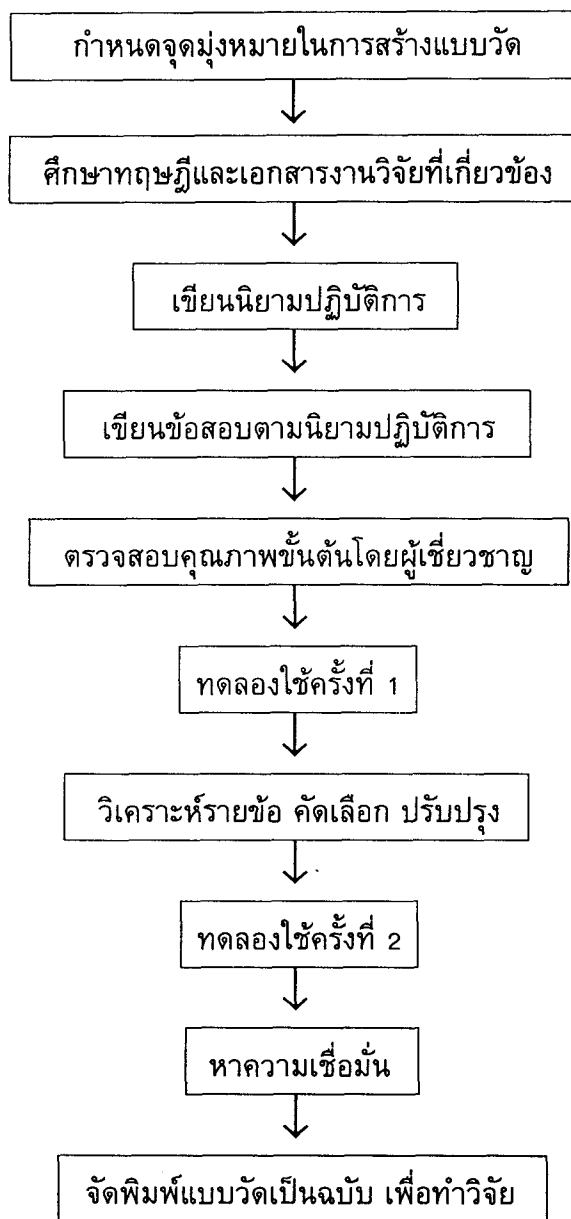 กำหนดจุดมุ่งหมายในการสร้างแบบวัด
ศึกษาทฤษฎีและเอกสารงานวิจัยที่เกี่ยวข้อง
เขียนนิยามปฏิบัติการ
เขียนข้อสอบตามนิยามปฏิบัติการ
ตรวจสอบคุณภาพขั้นต้นโดยผู้เชี่ยวชาญ
ทดลองใช้ครั้งที่ 1
วิเคราะห์รายข้อ คัดเลือก ปรับปรุง
ทดลองใช้ครั้งที่ 2
หาความเชื่อมั่น
จัดพิมพ์แบบวัดเป็นฉบับ เพื่อทำวิจัย